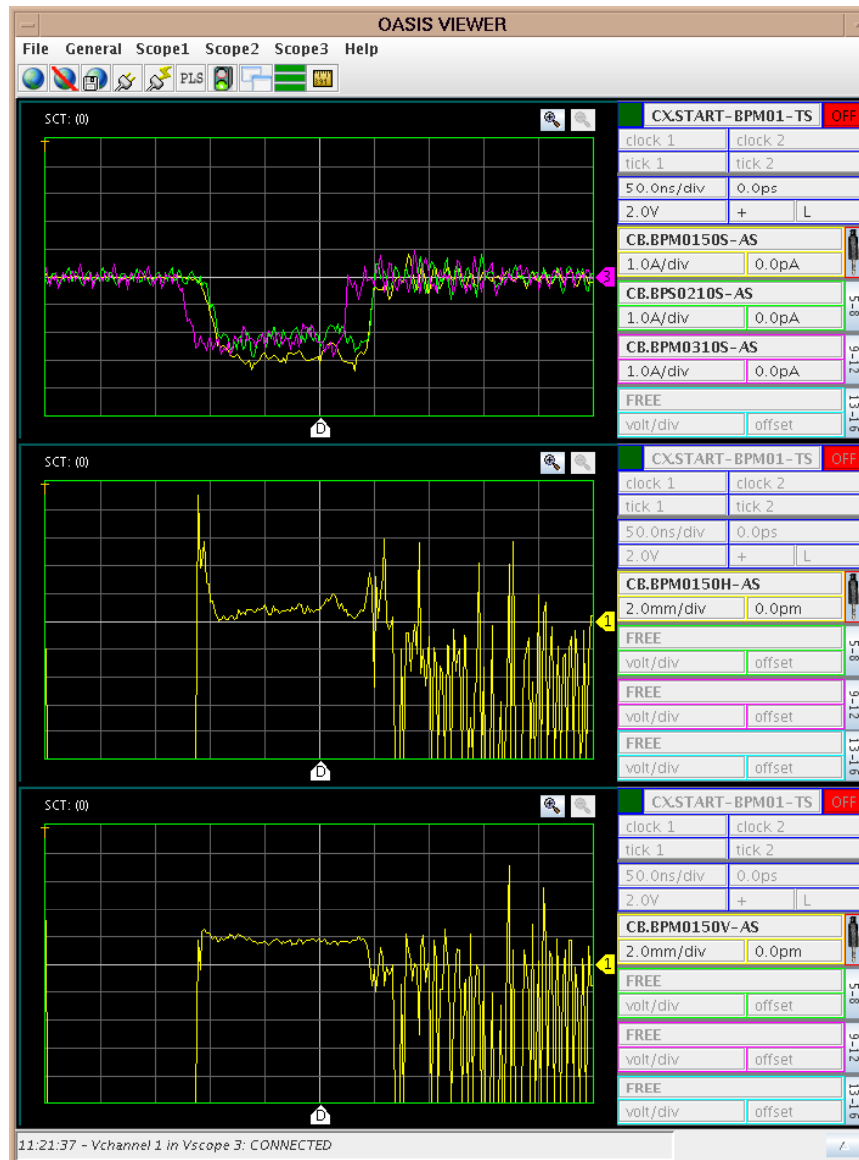 OASIS VIEWER
File General Scope1 Scope2 Scope3 Help
PLS
SCT: (0)
3
D
CX.START-BPM01-TS OFF
clock 1 clock 2
tick 1 tick 2
50.0ns/div 0.0ps
2.0V + L
CB.BPM0150S-AS
1.0A/div 0.0pA
CB.BPS0210S-AS
1.0A/div 0.0pA
5-8
CB.BPM0310S-AS
1.0A/div 0.0pA
9-12
FREE
volt/div offset
13-16
SCT: (0)
1
D
CX.START-BPM01-TS OFF
clock 1 clock 2
tick 1 tick 2
50.0ns/div 0.0ps
2.0V + L
CB.BPM0150H-AS
2.0mm/div 0.0pm
FREE
volt/div offset
5-8
FREE
volt/div offset
9-12
FREE
volt/div offset
13-16
SCT: (0)
1
D
CX.START-BPM01-TS OFF
clock 1 clock 2
tick 1 tick 2
50.0ns/div 0.0ps
2.0V + L
CB.BPM0150V-AS
2.0mm/div 0.0pm
FREE
volt/div offset
5-8
FREE
volt/div offset
9-12
FREE
volt/div offset
13-16
11:21:37 - Vchannel 1 in Vscope 3: CONNECTED